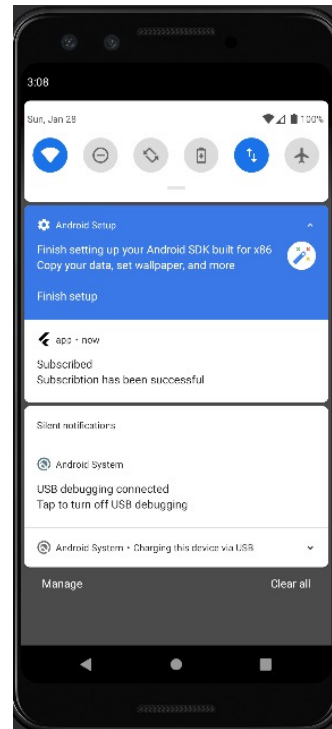 3:08
Sun, Jan 28
100%
Android Setup
Finish setting up your Android SDK built for x86
Copy your data, set wallpaper, and more
Finish setup
app • now
Subscribed
Subscribtion has been successful
Silent notifications
Android System
USB debugging connected
Tap to turn off USB debugging
Android System • Charging this device via USB
Manage
Clear all